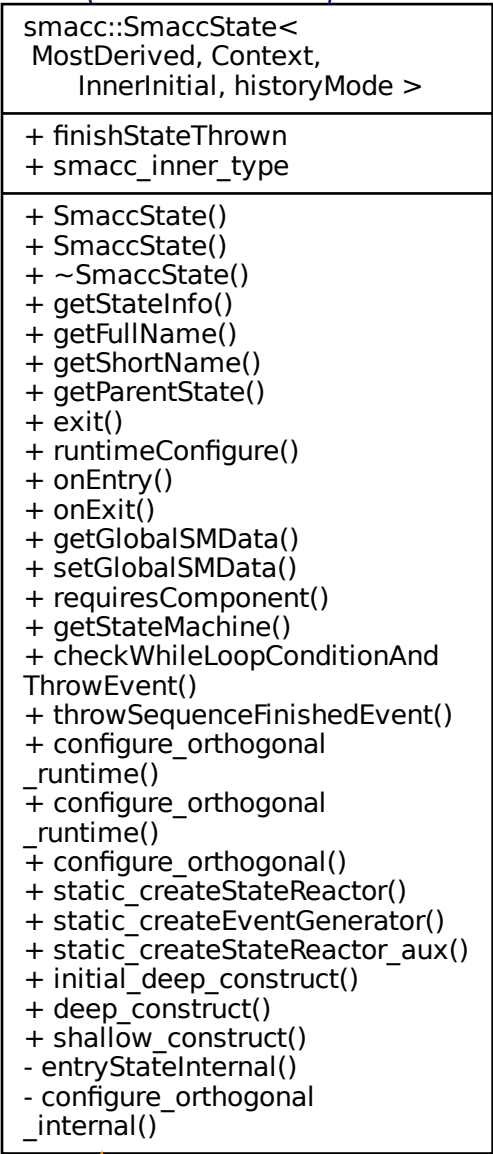 smacc::SmaccState<
MostDerived, Context,
InnerInitial, historyMode >
+ finishStateThrown
+ smacc_inner_type
+ SmaccState()
+ SmaccState()
+ ~SmaccState()
+ getStateInfo()
+ getFullName()
+ getShortName()
+ getParentState()
+ exit()
+ runtimeConfigure()
+ onEntry()
+ onExit()
+ getGlobalSMData()
+ setGlobalSMData()
+ requiresComponent()
+ getStateMachine()
+ checkWhileLoopConditionAnd
ThrowEvent()
+ throwSequenceFinishedEvent()
+ configure_orthogonal
_runtime()
+ configure_orthogonal
_runtime()
+ configure_orthogonal()
+ static_createStateReactor()
+ static_createEventGenerator()
+ static_createStateReactor_aux()
+ initial_deep_construct()
+ deep_construct()
+ shallow_construct()
- entryStateInternal()
- configure_orthogonal
_internal()